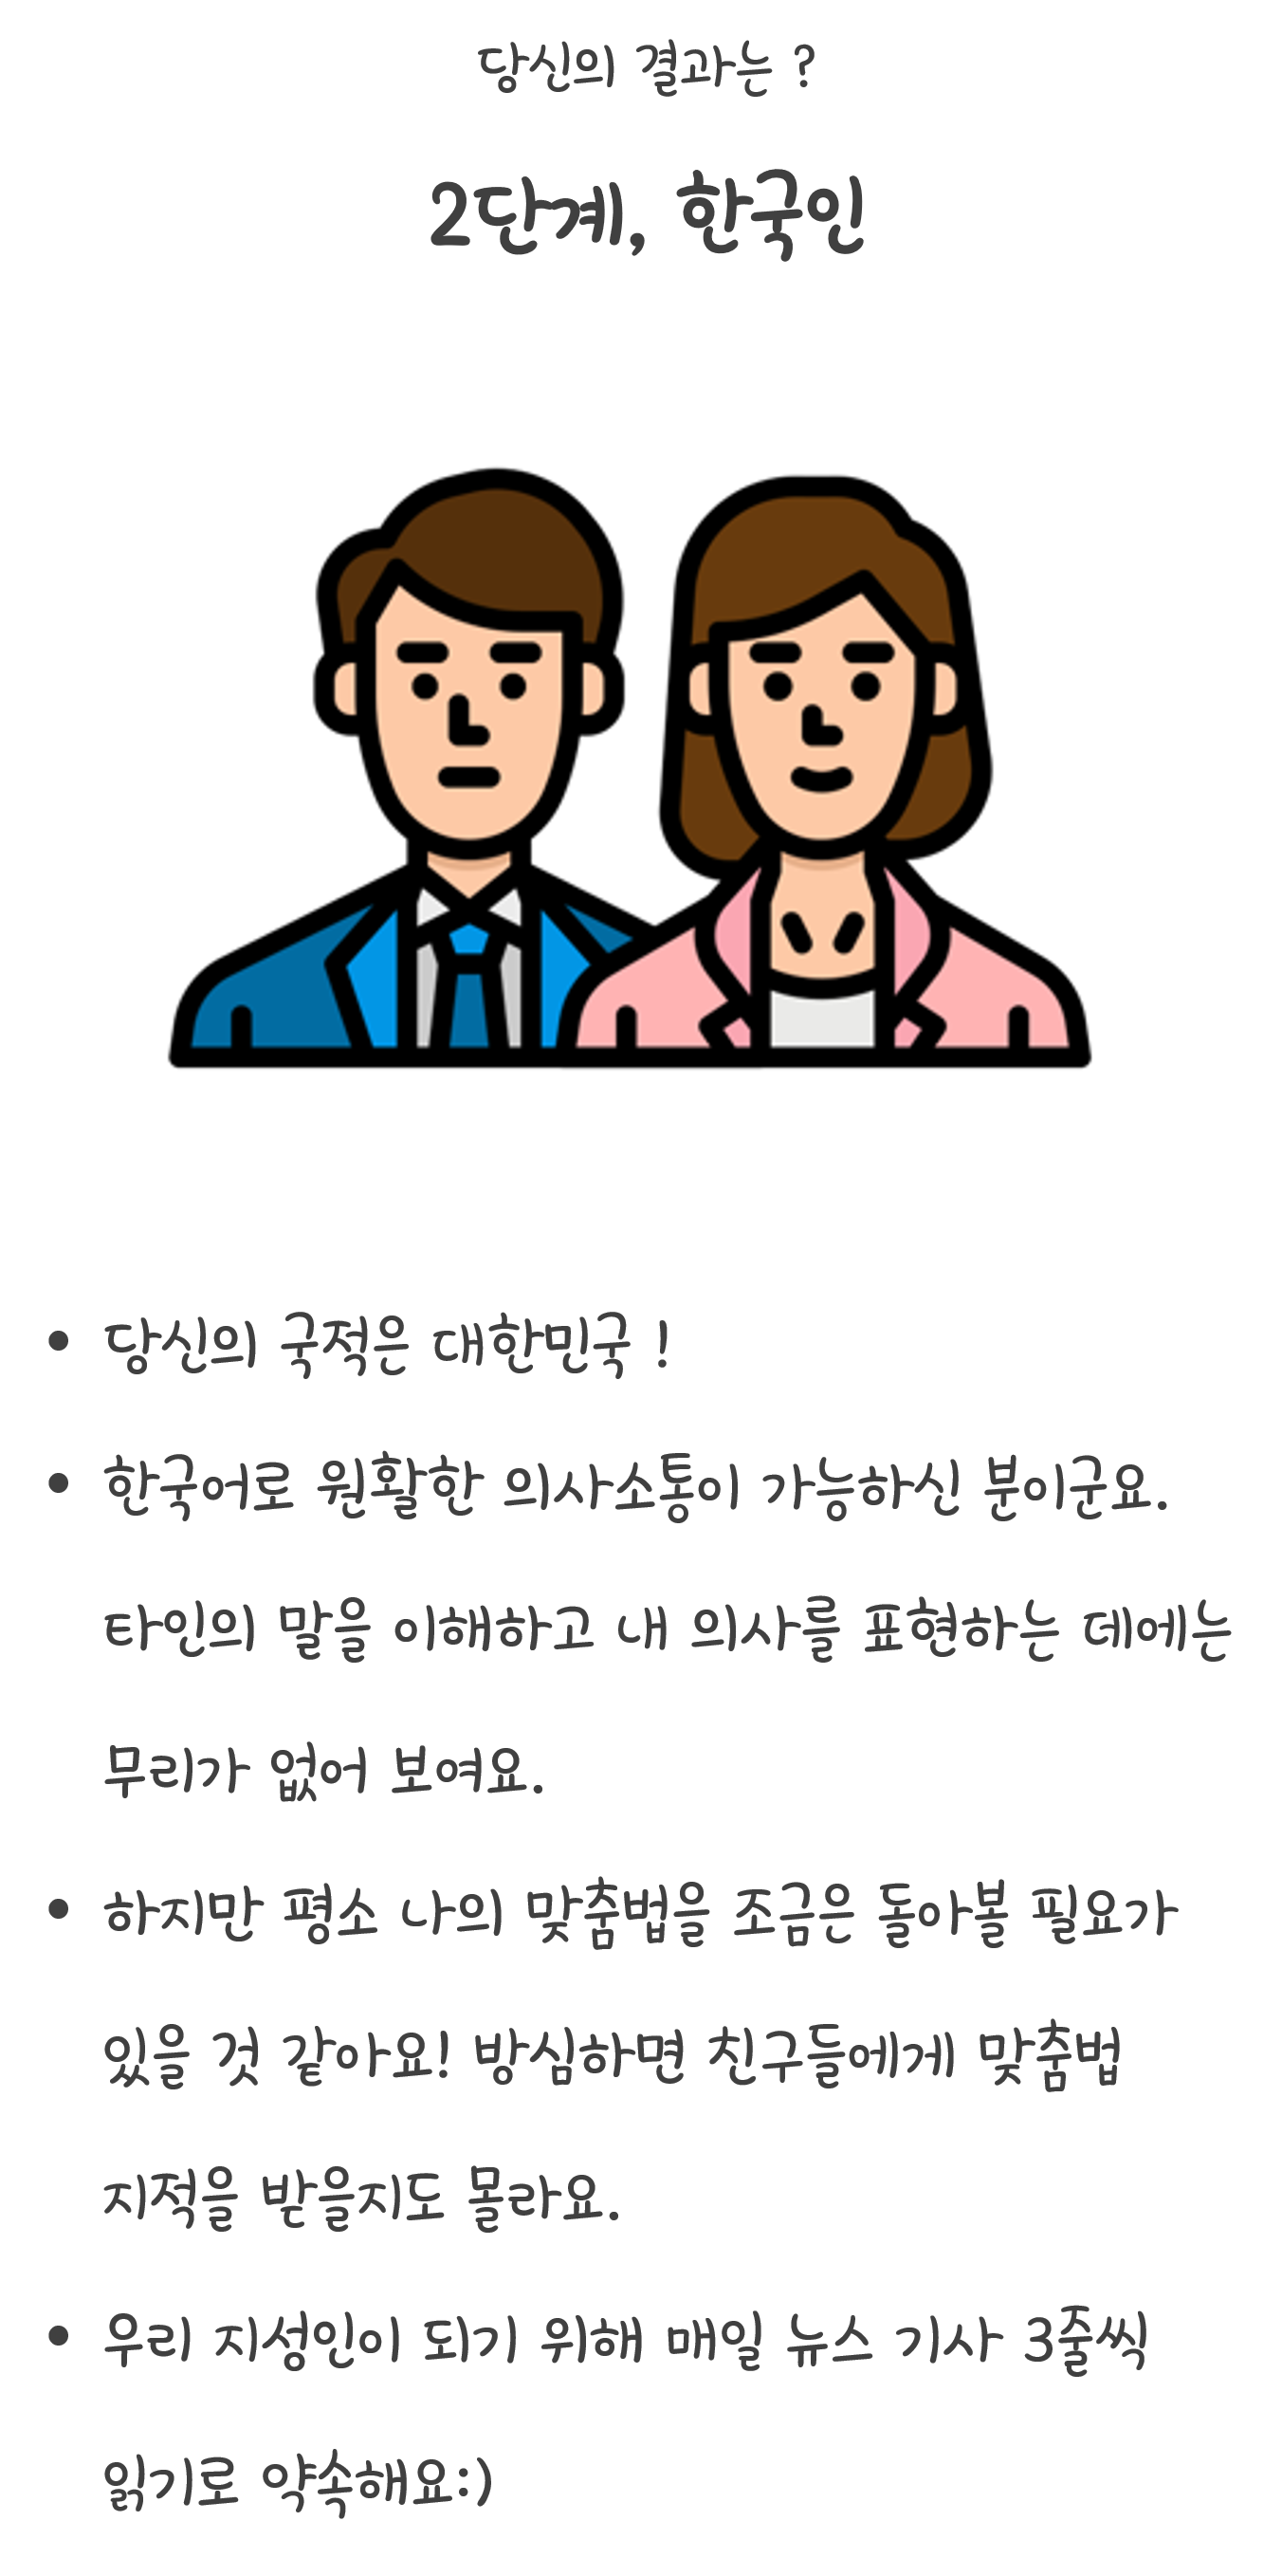 당신의 결과는 ?
2단계, 한국인
• 당신의 국적은 대한민국 !
• 한국어로 원활한 의사소통이 가능하신 분이군요.
타인의 말을 이해하고 내 의사를 표현하는 데에는
무리가 없어 보여요.
• 하지만 평소 나의 맞춤법을 조금은 돌아볼 필요가
있을 것 같아요! 방심하면 친구들에게 맞춤법
지적을 받을지도 몰라요.
• 우리 지성인이 되기 위해 매일 뉴스 기사 3줄씩
읽기로 약속해요:)